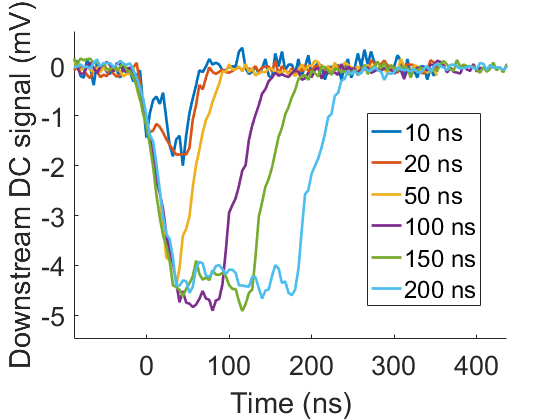 Downstream DC signal (mV)
0
-1
-2
-3
-4
-5
10 ns
20 ns
50 ns
100 ns
150 ns
200 ns
0
100
200
300
400
Time (ns)